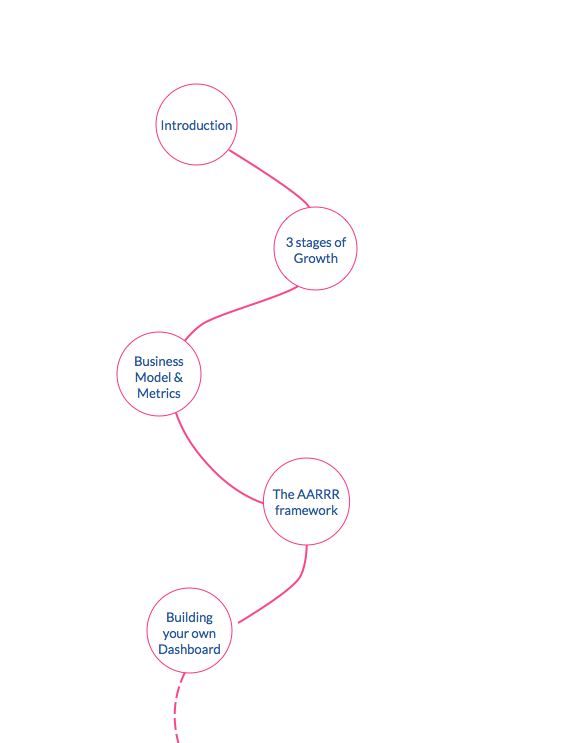 Introduction
3 stages of
Growth
Business
Model &
Metrics
The AARRR
framework
Building
your own
Dashboard